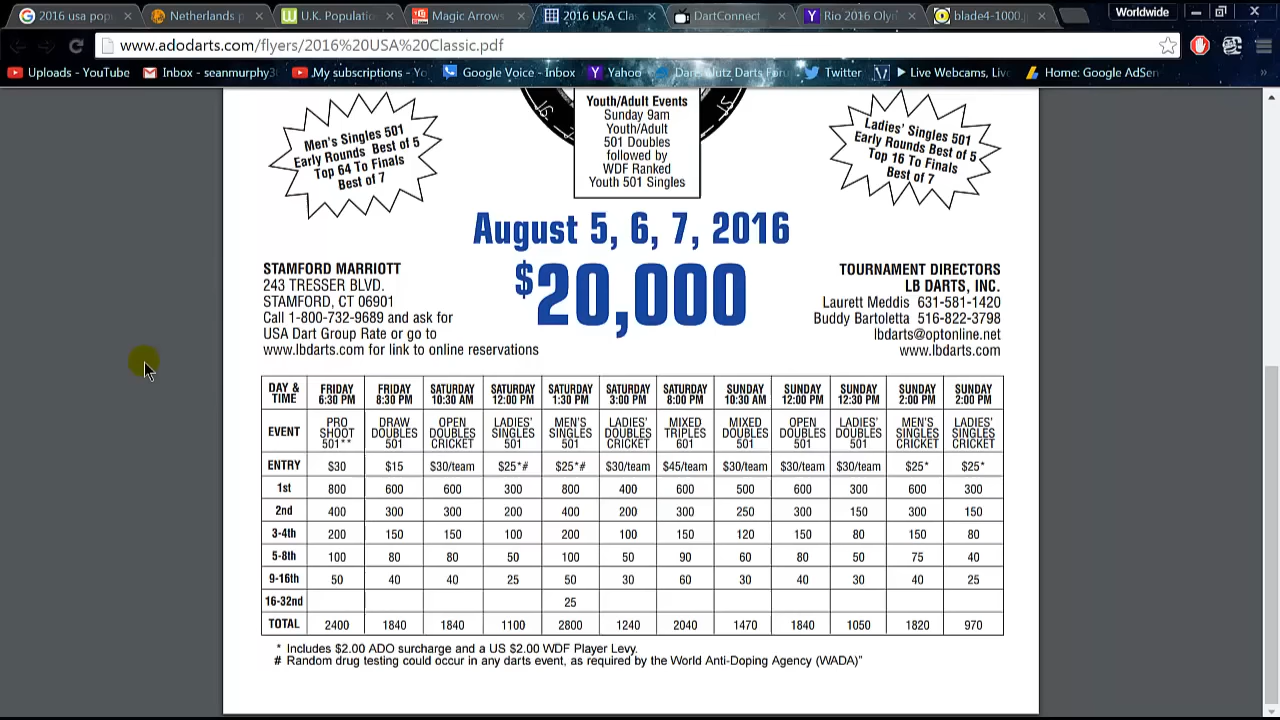 2016 usa pop
Netherlands p
U.K. Populatio
Magic Arrows
2016 USA Clas
DartConnect
Rio 2016 Olym
blade4-1000.j
Worldwide
www.adodarts.com/flyers/2016%20USA%20Classic.pdf
Uploads - YouTube
Inbox - seanmurphy3
My subscriptions - Yo
Google Voice - Inbox
Yahoo
Twitter
Live Webcams, Liv
Home: Google AdSen
Men's Singles 501
Early Rounds Best of 5
Top 64 To Finals
Best of 7
Youth/Adult Events
Sunday 9am
Youth/Adult
501 Doubles
followed by
WDF Ranked
Youth 501 Singles
Ladies' Singles 501
Early Rounds Best of 5
Top 16 To Finals
Best of 7
August 5, 6, 7, 2016
$20,000
STAMFORD MARRIOTT
243 TRESSER BLVD.
STAMFORD, CT 06901
Call 1-800-732-9689 and ask for
USA Dart Group Rate or go to
www.lbdarts.com for link to online reservations
TOURNAMENT DIRECTORS
LB DARTS, INC.
Laurett Meddis 631-581-1420
Buddy Bartoletta 516-822-3798
lbdarts@optonline.net
www.lbdarts.com
DAY & TIME FRIDAY 6:30 PM FRIDAY 8:30 PM SATURDAY 10:30 AM SATURDAY 12:00 PM SATURDAY 1:30 PM SATURDAY 3:00 PM SATURDAY 8:00 PM SUNDAY 10:30 AM SUNDAY 12:00 PM SUNDAY 12:30 PM SUNDAY 2:00 PM SUNDAY 2:00 PM
EVENT PRO SHOOT 501** DRAW DOUBLES 501 OPEN DOUBLES CRICKET LADIES' SINGLES 501 MEN'S SINGLES 501 LADIES' DOUBLES CRICKET MIXED TRIPLES 601 MIXED DOUBLES 501 OPEN DOUBLES 501 LADIES' DOUBLES 501 MEN'S SINGLES CRICKET LADIES' SINGLES CRICKET
ENTRY $30 $15 $30/team $25*# $25*# $30/team $45/team $30/team $30/team $30/team $25* $25*
1st 800 600 600 300 800 400 600 500 600 300 600 300
2nd 400 300 300 200 400 200 300 250 300 150 300 150
3-4th 200 150 150 100 200 100 150 120 150 80 150 80
5-8th 100 80 80 50 100 50 90 60 80 50 75 40
9-16th 50 40 40 25 50 30 60 30 40 30 40 25
16-32nd 25
TOTAL 2400 1840 1840 1100 2800 1240 2040 1470 1840 1050 1820 970
* Includes $2.00 ADO surcharge and a US $2.00 WDF Player Levy.
# Random drug testing could occur in any darts event, as required by the World Anti-Doping Agency (WADA)"